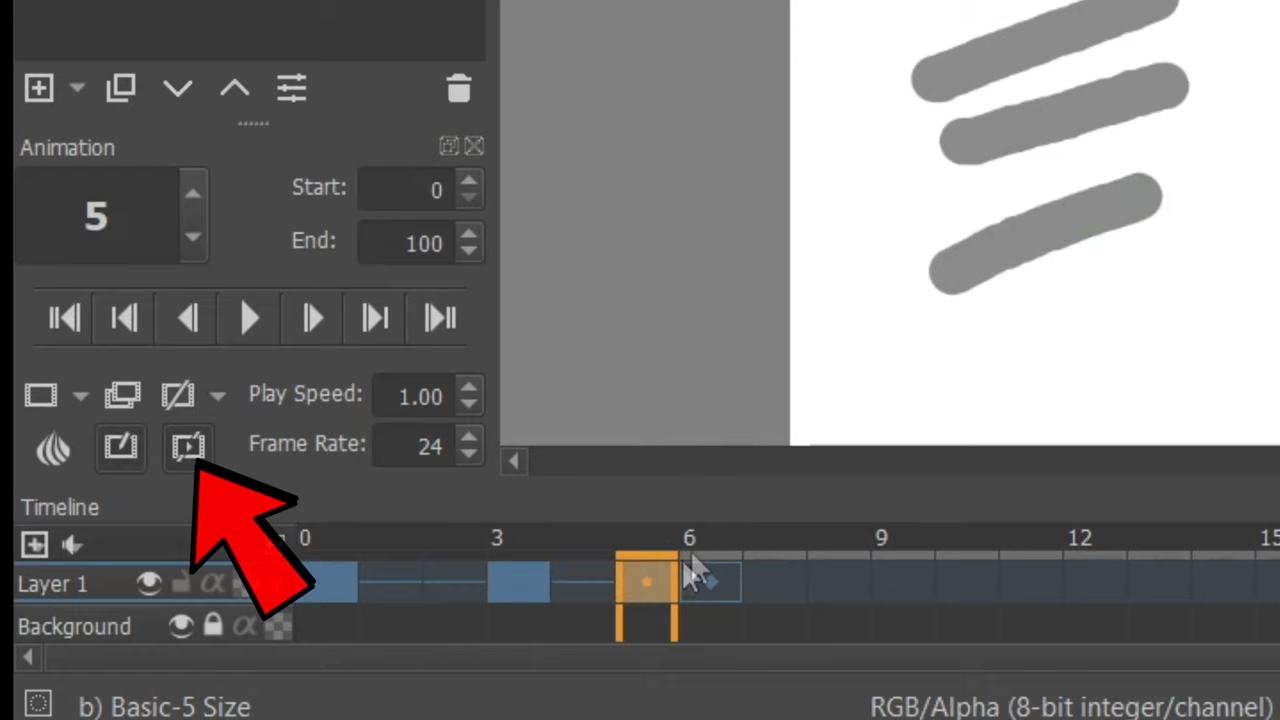 Animation
5
Start: 0
End: 100
Play Speed: 1.00
Frame Rate: 24
Timeline
0 3 6 9 12 15
Layer 1
Background
b) Basic-5 Size
RGB/Alpha (8-bit integer/channel)